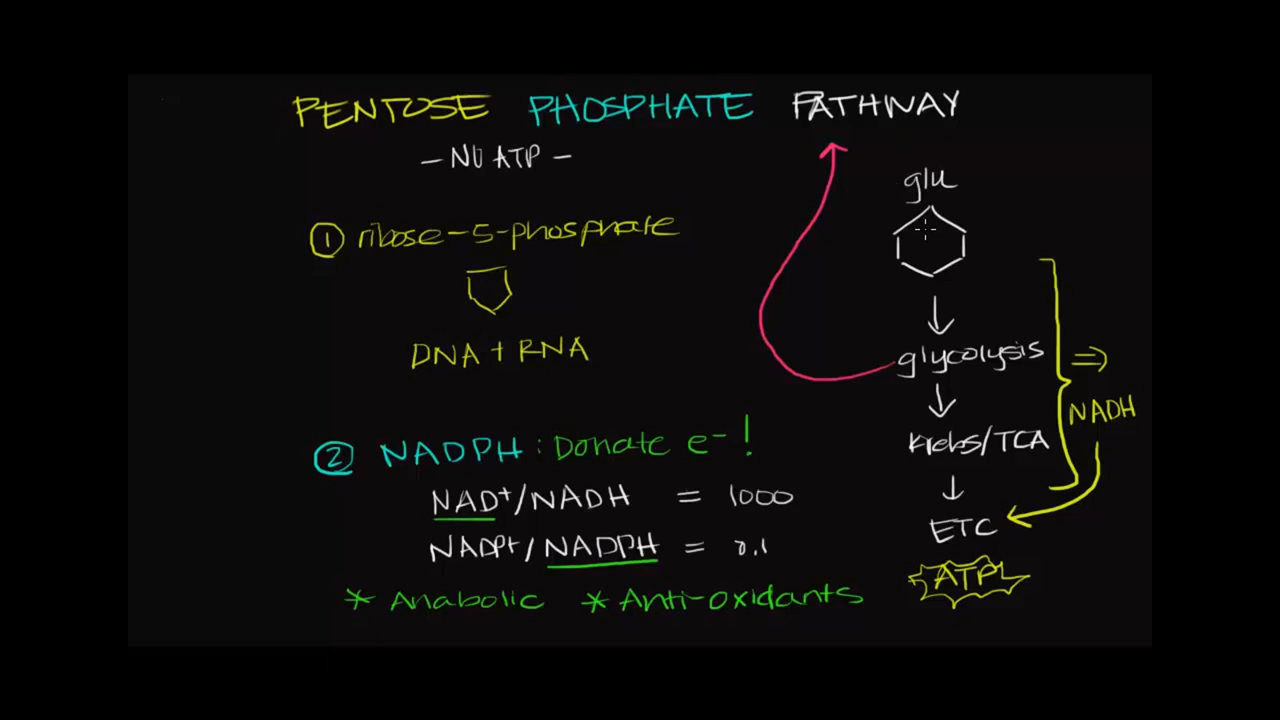 PENTOSE PHOSPHATE PATHWAY
- NO ATP -
① ribose-5-phosphate
DNA + RNA
② NADPH : Donate e- !
NAD+/NADH = 1000
NADP+/NADPH = 0.1
* Anabolic * Anti-oxidants
glu
glycolysis
Krebs/TCA
ETC
ATP
⇒
NADH